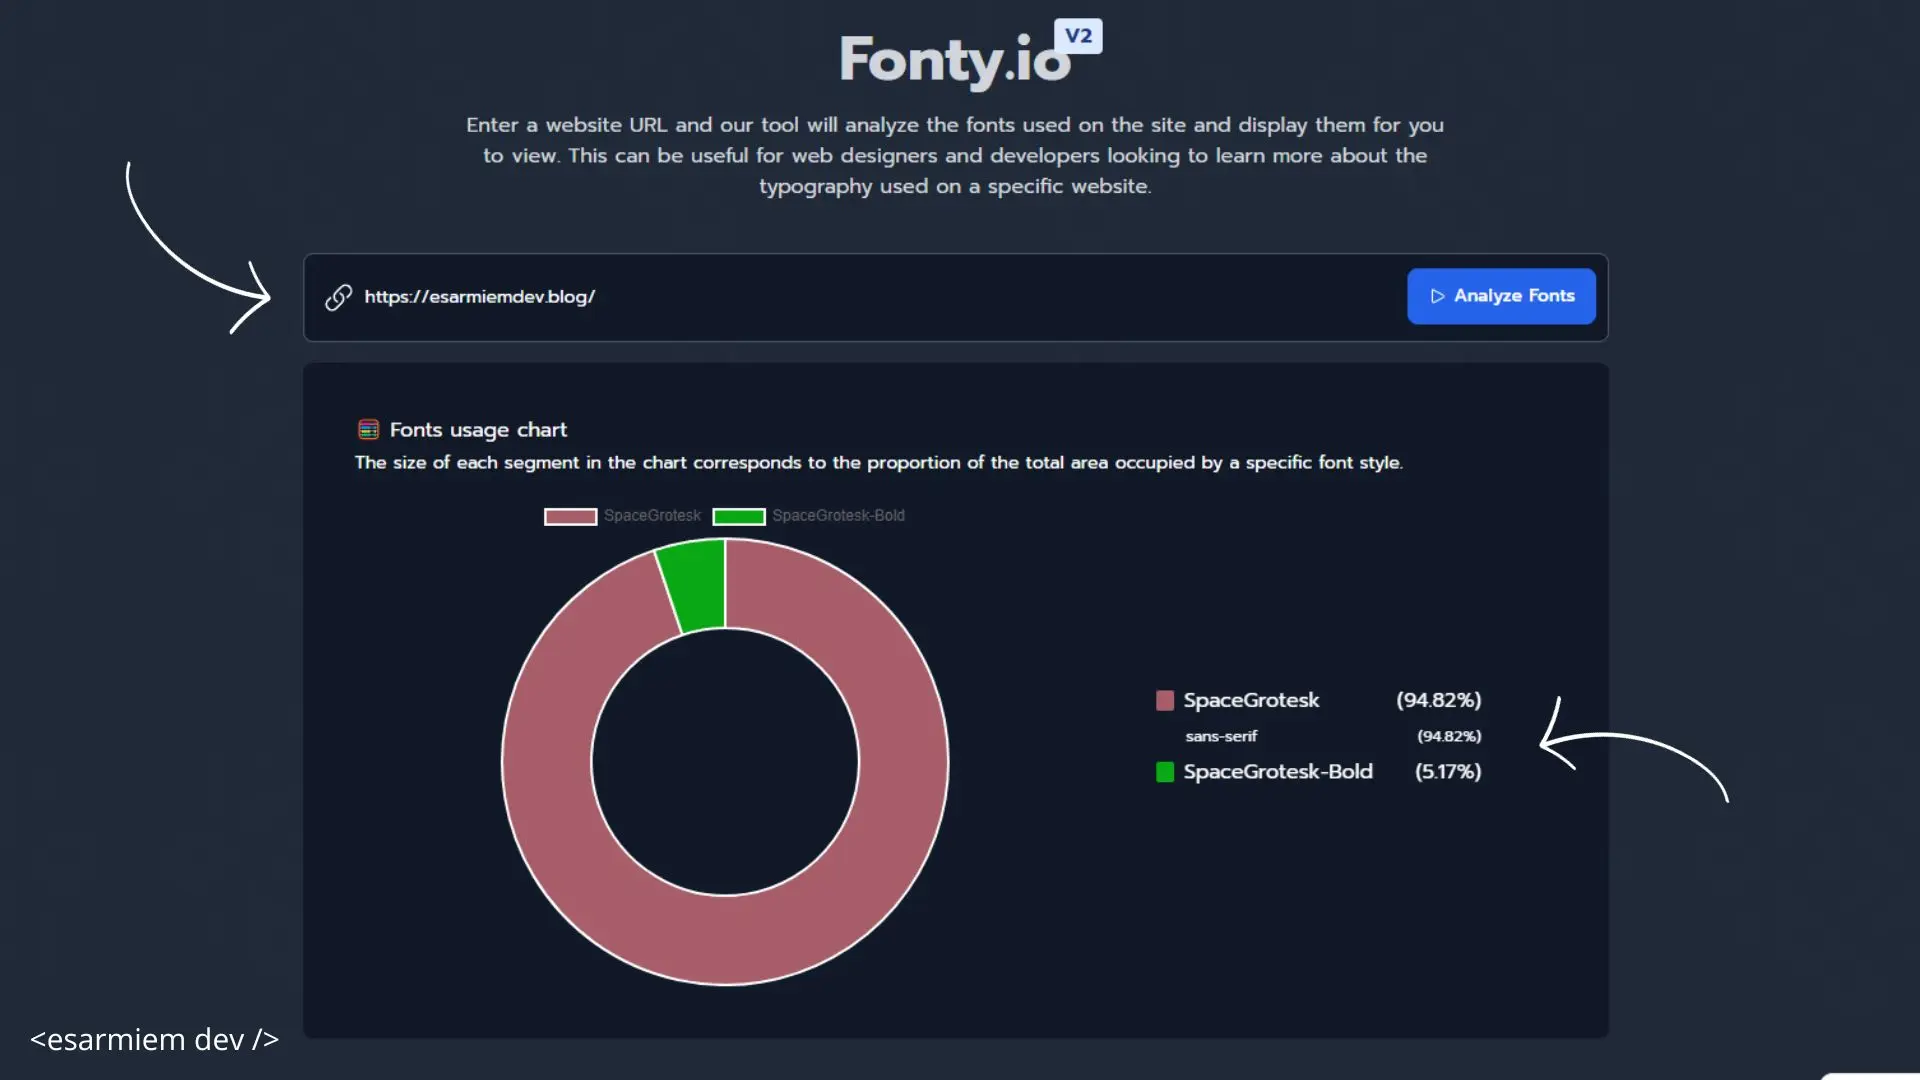 Fonty.io
V2
Enter a website URL and our tool will analyze the fonts used on the site and display them for you
to view. This can be useful for web designers and developers looking to learn more about the
typography used on a specific website.
https://esarmiemdev.blog/
Analyze Fonts
Fonts usage chart
The size of each segment in the chart corresponds to the proportion of the total area occupied by a specific font style.
SpaceGrotesk SpaceGrotesk-Bold
SpaceGrotesk (94.82%)
sans-serif (94.82%)
SpaceGrotesk-Bold (5.17%)
<esarmiem dev />